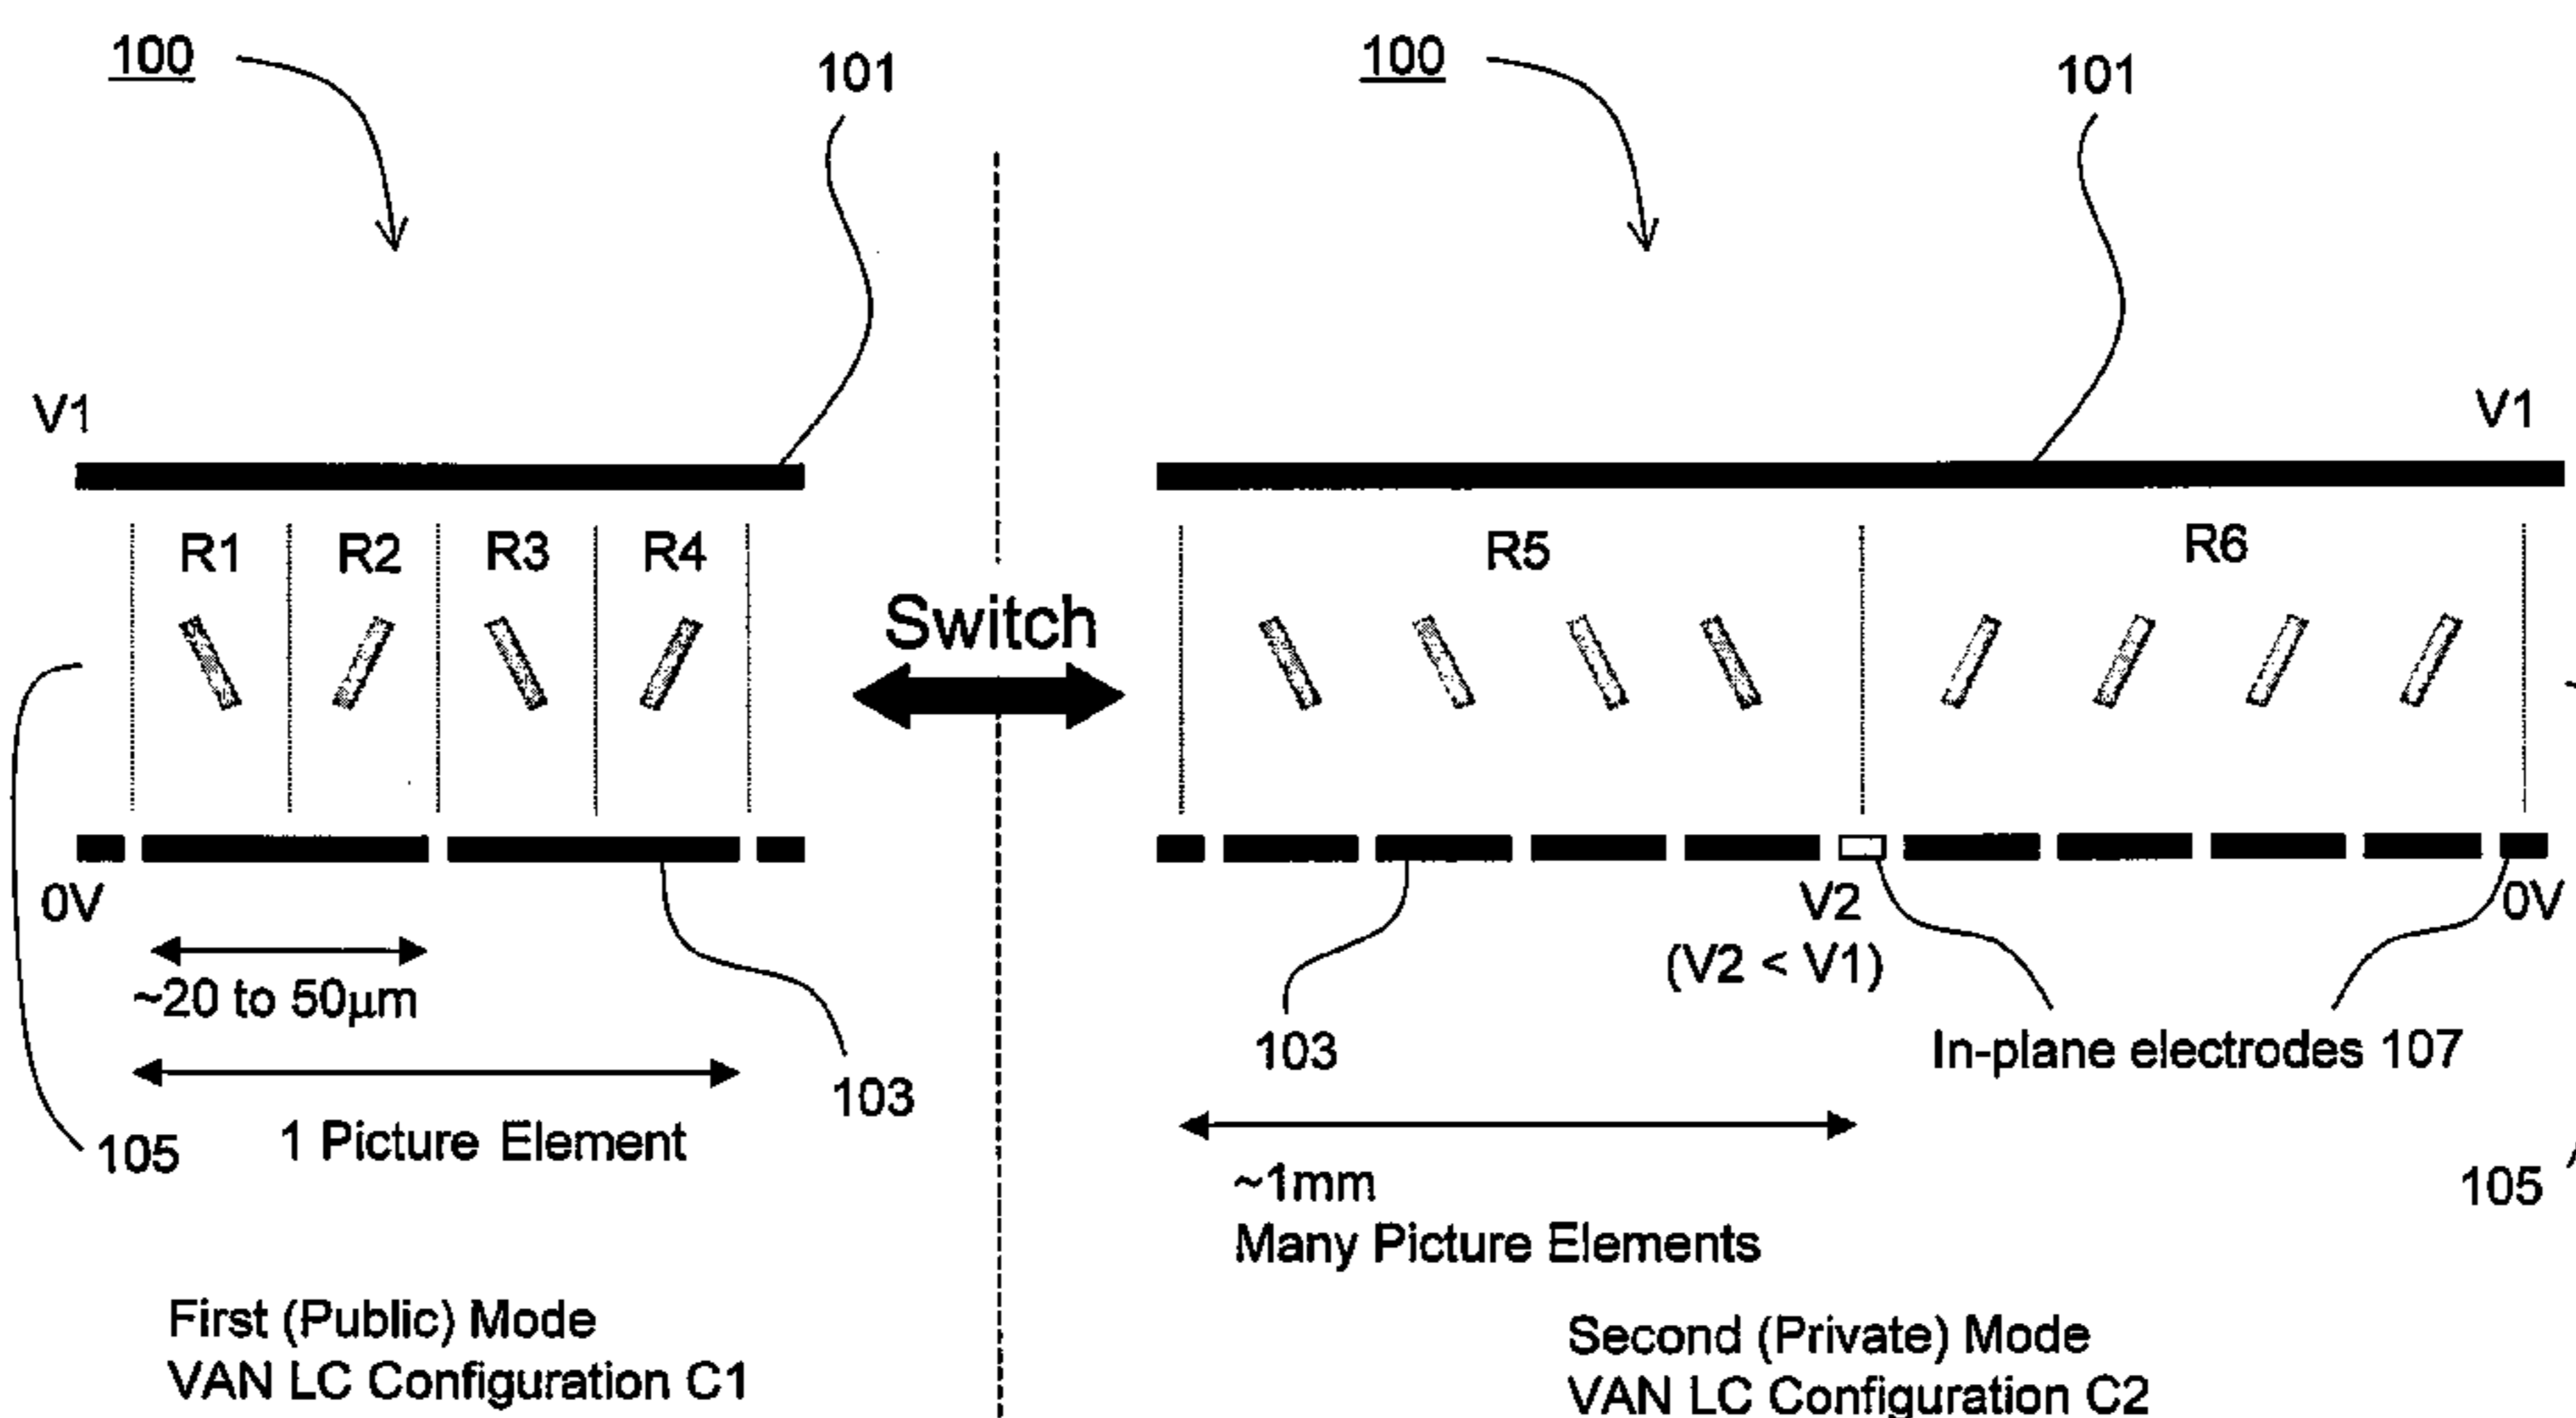 100
101
V1
R1 R2 R3 R4
0V
~20 to 50μm
103
1 Picture Element
105
First (Public) Mode
VAN LC Configuration C1
Switch
100
101
V1
R5 R6
V2
(V2 < V1)
0V
103
In-plane electrodes 107
~1mm
Many Picture Elements
105
Second (Private) Mode
VAN LC Configuration C2